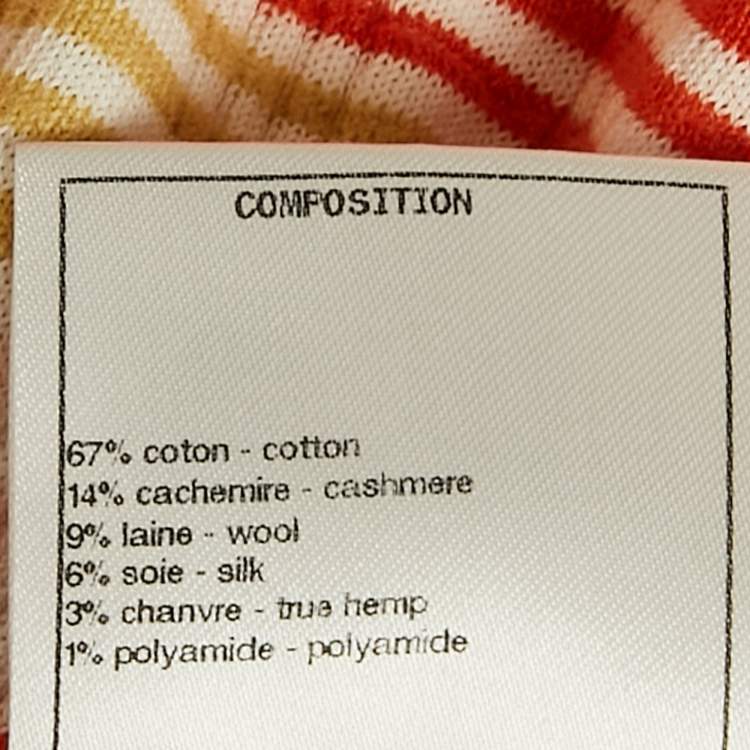 COMPOSITION
67% coton - cotton
14% cachemire - cashmere
9% laine - wool
6% soie - silk
3% chanvre - true hemp
1% polyamide - polyamide